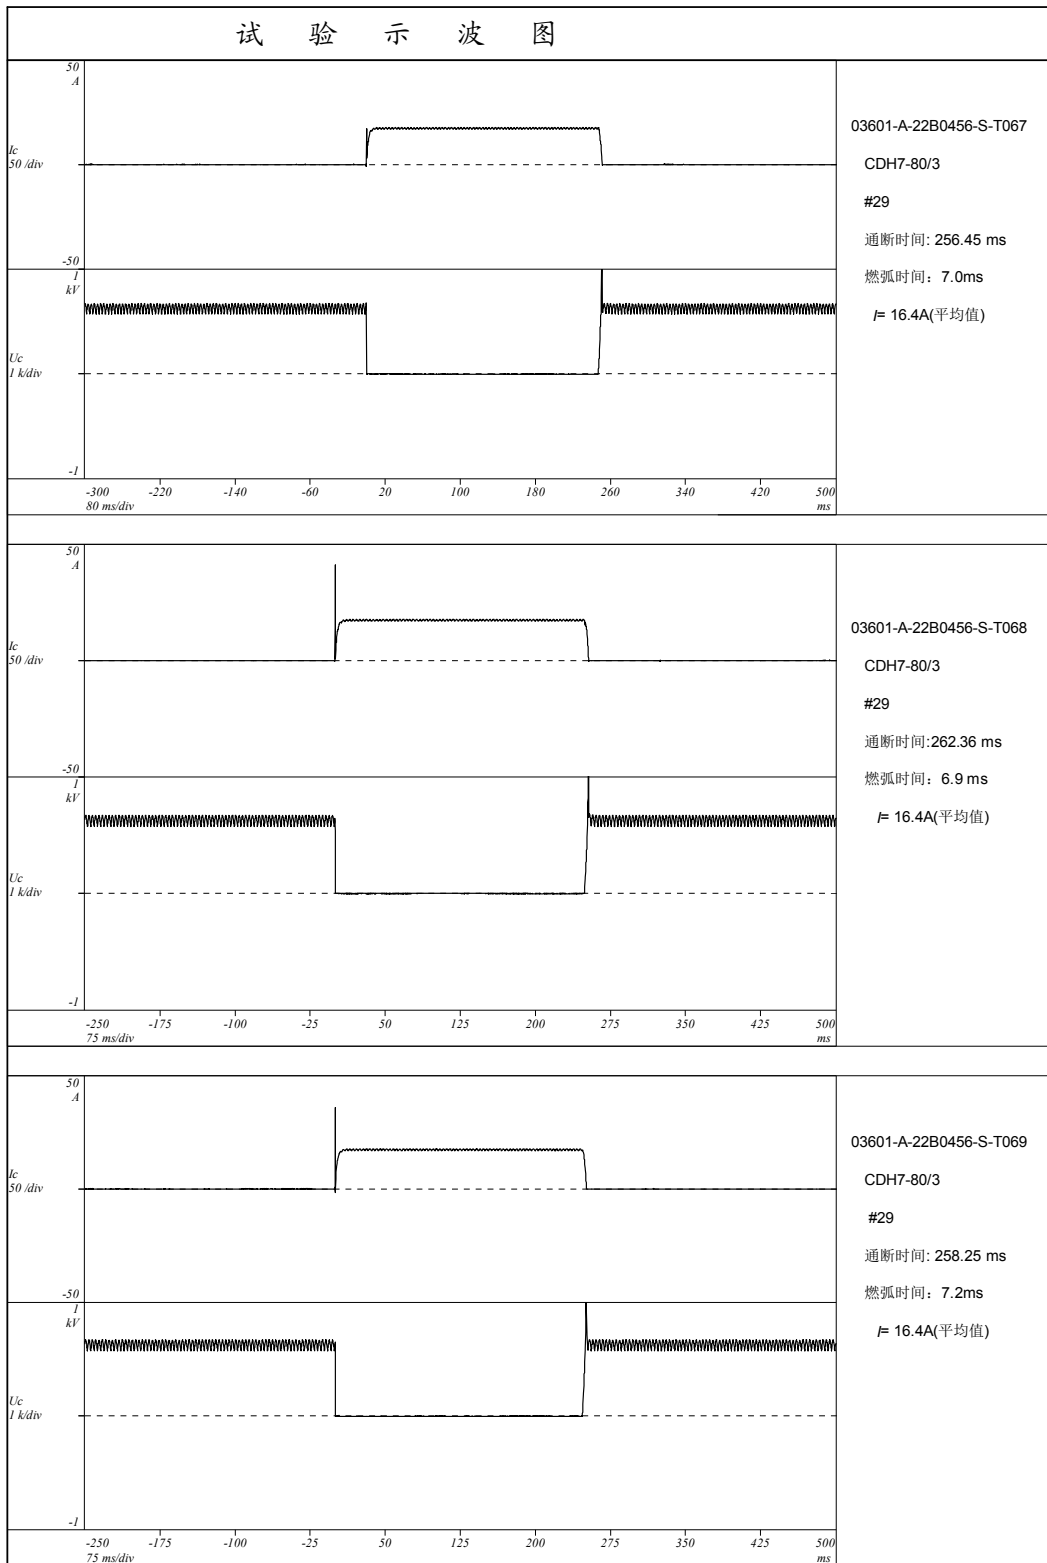 试 验 示 波 图
50
A
Ic
50 /div
-50
1
kV
Uc
1 k/div
-1
-300 -220 -140 -60 20 100 180 260 340 420 500
80 ms/div ms
03601-A-22B0456-S-T067
CDH7-80/3
#29
通断时间: 256.45 ms
燃弧时间：7.0ms
I= 16.4A(平均值)
50
A
Ic
50 /div
-50
1
kV
Uc
1 k/div
-1
-250 -175 -100 -25 50 125 200 275 350 425 500
75 ms/div ms
03601-A-22B0456-S-T068
CDH7-80/3
#29
通断时间:262.36 ms
燃弧时间：6.9 ms
I= 16.4A(平均值)
50
A
Ic
50 /div
-50
1
kV
Uc
1 k/div
-1
-250 -175 -100 -25 50 125 200 275 350 425 500
75 ms/div ms
03601-A-22B0456-S-T069
CDH7-80/3
#29
通断时间: 258.25 ms
燃弧时间：7.2ms
I= 16.4A(平均值)